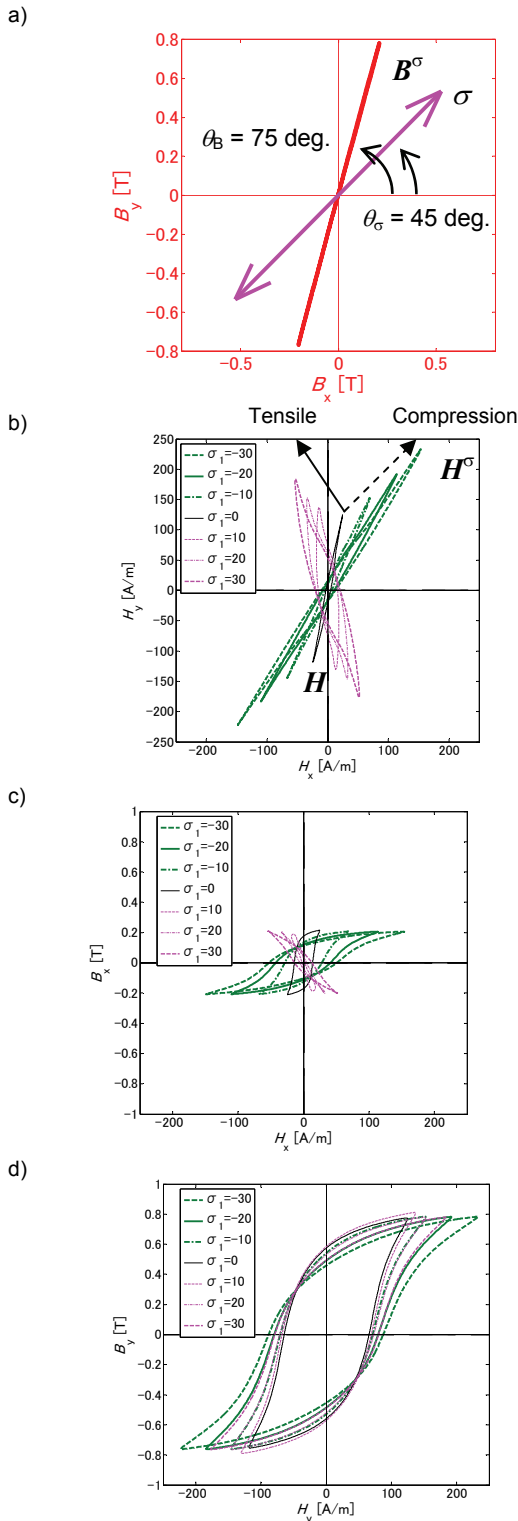 a)
0.8
0.6
0.4
0.2
0
−0.2
−0.4
−0.6
−0.8
B_y [T]
B^σ
σ
θ_B = 75 deg.
θ_σ = 45 deg.
−0.5 0 0.5
B_x [T]
b)
Tensile Compression
250
200
150
100
50
0
−50
−100
−150
−200
−250
H_y [A/m]
σ_1=−30
σ_1=−20
σ_1=−10
σ_1=0
σ_1=10
σ_1=20
σ_1=30
H^σ
H
−200 −100 0 100 200
H_x [A/m]
c)
1
0.8
0.6
0.4
0.2
0
−0.2
−0.4
−0.6
−0.8
−1
B_x [T]
σ_1=−30
σ_1=−20
σ_1=−10
σ_1=0
σ_1=10
σ_1=20
σ_1=30
−200 −100 0 100 200
H_x [A/m]
d)
1
0.8
0.6
0.4
0.2
0
−0.2
−0.4
−0.6
−0.8
−1
B_y [T]
σ_1=−30
σ_1=−20
σ_1=−10
σ_1=0
σ_1=10
σ_1=20
σ_1=30
−200 −100 0 100 200
H_y [A/m]